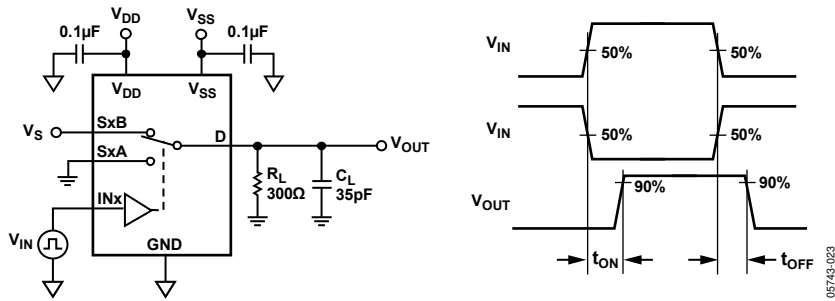 VDD
VSS
0.1µF
0.1µF
VDD
VSS
VS
SxB
D
VOUT
SxA
RL
300Ω
CL
35pF
INx
VIN
GND
VIN
50%
50%
VIN
50%
50%
VOUT
90%
90%
tON
tOFF
05743-023